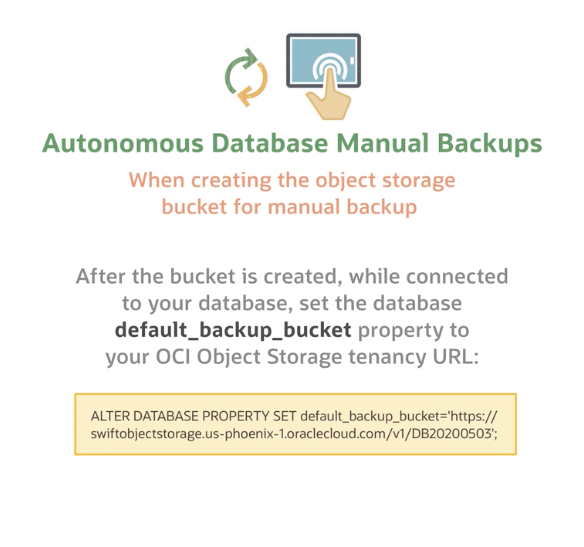 Autonomous Database Manual Backups
When creating the object storage
bucket for manual backup
After the bucket is created, while connected
to your database, set the database
default_backup_bucket property to
your OCI Object Storage tenancy URL:
ALTER DATABASE PROPERTY SET default_backup_bucket='https://
swiftobjectstorage.us-phoenix-1.oraclecloud.com/v1/DB20200503';